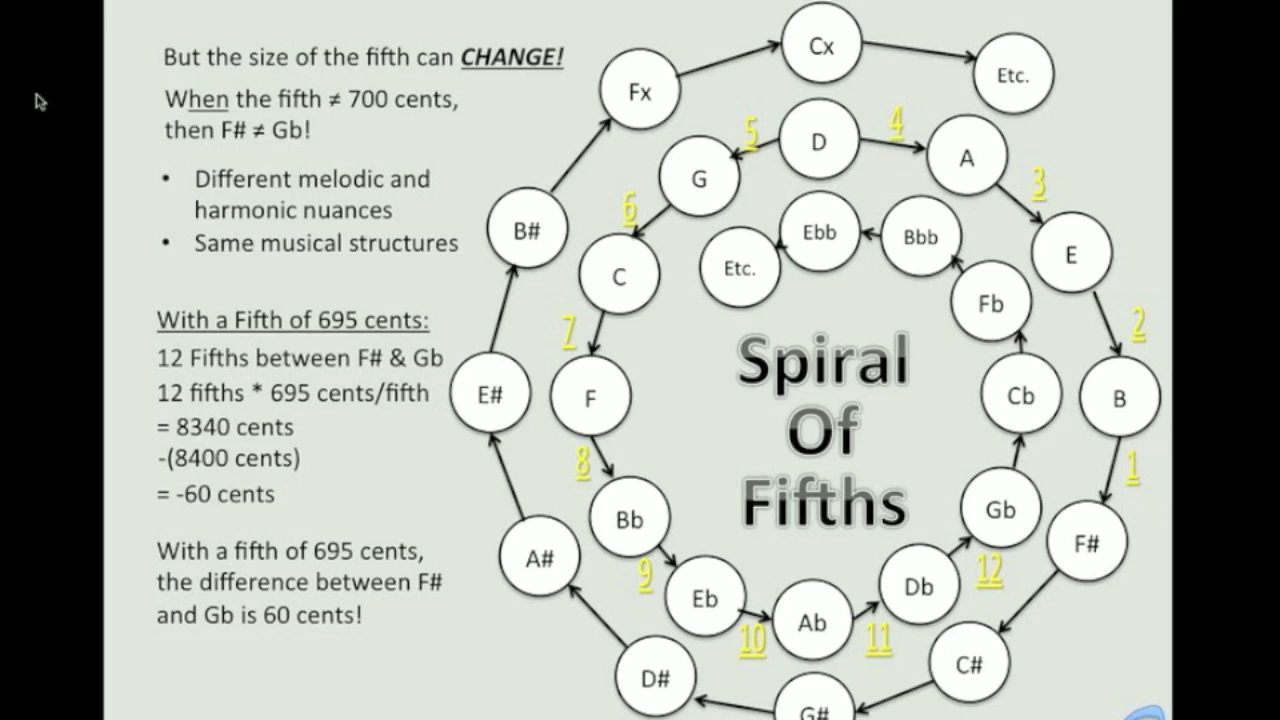 But the size of the fifth can CHANGE!
When the fifth ≠ 700 cents,
then F# ≠ Gb!
• Different melodic and
harmonic nuances
• Same musical structures
With a Fifth of 695 cents:
12 Fifths between F# & Gb
12 fifths * 695 cents/fifth
= 8340 cents
-(8400 cents)
= -60 cents
With a fifth of 695 cents,
the difference between F#
and Gb is 60 cents!
Spiral
Of
Fifths
Etc.
Cx
Fx
B#
E#
A#
D#
G#
C#
F#
1
B
2
E
3
A
4
D
5
G
6
C
7
F
8
Bb
9
Eb
10
Ab
11
Db
12
Gb
Cb
Fb
Bbb
Ebb
Etc.